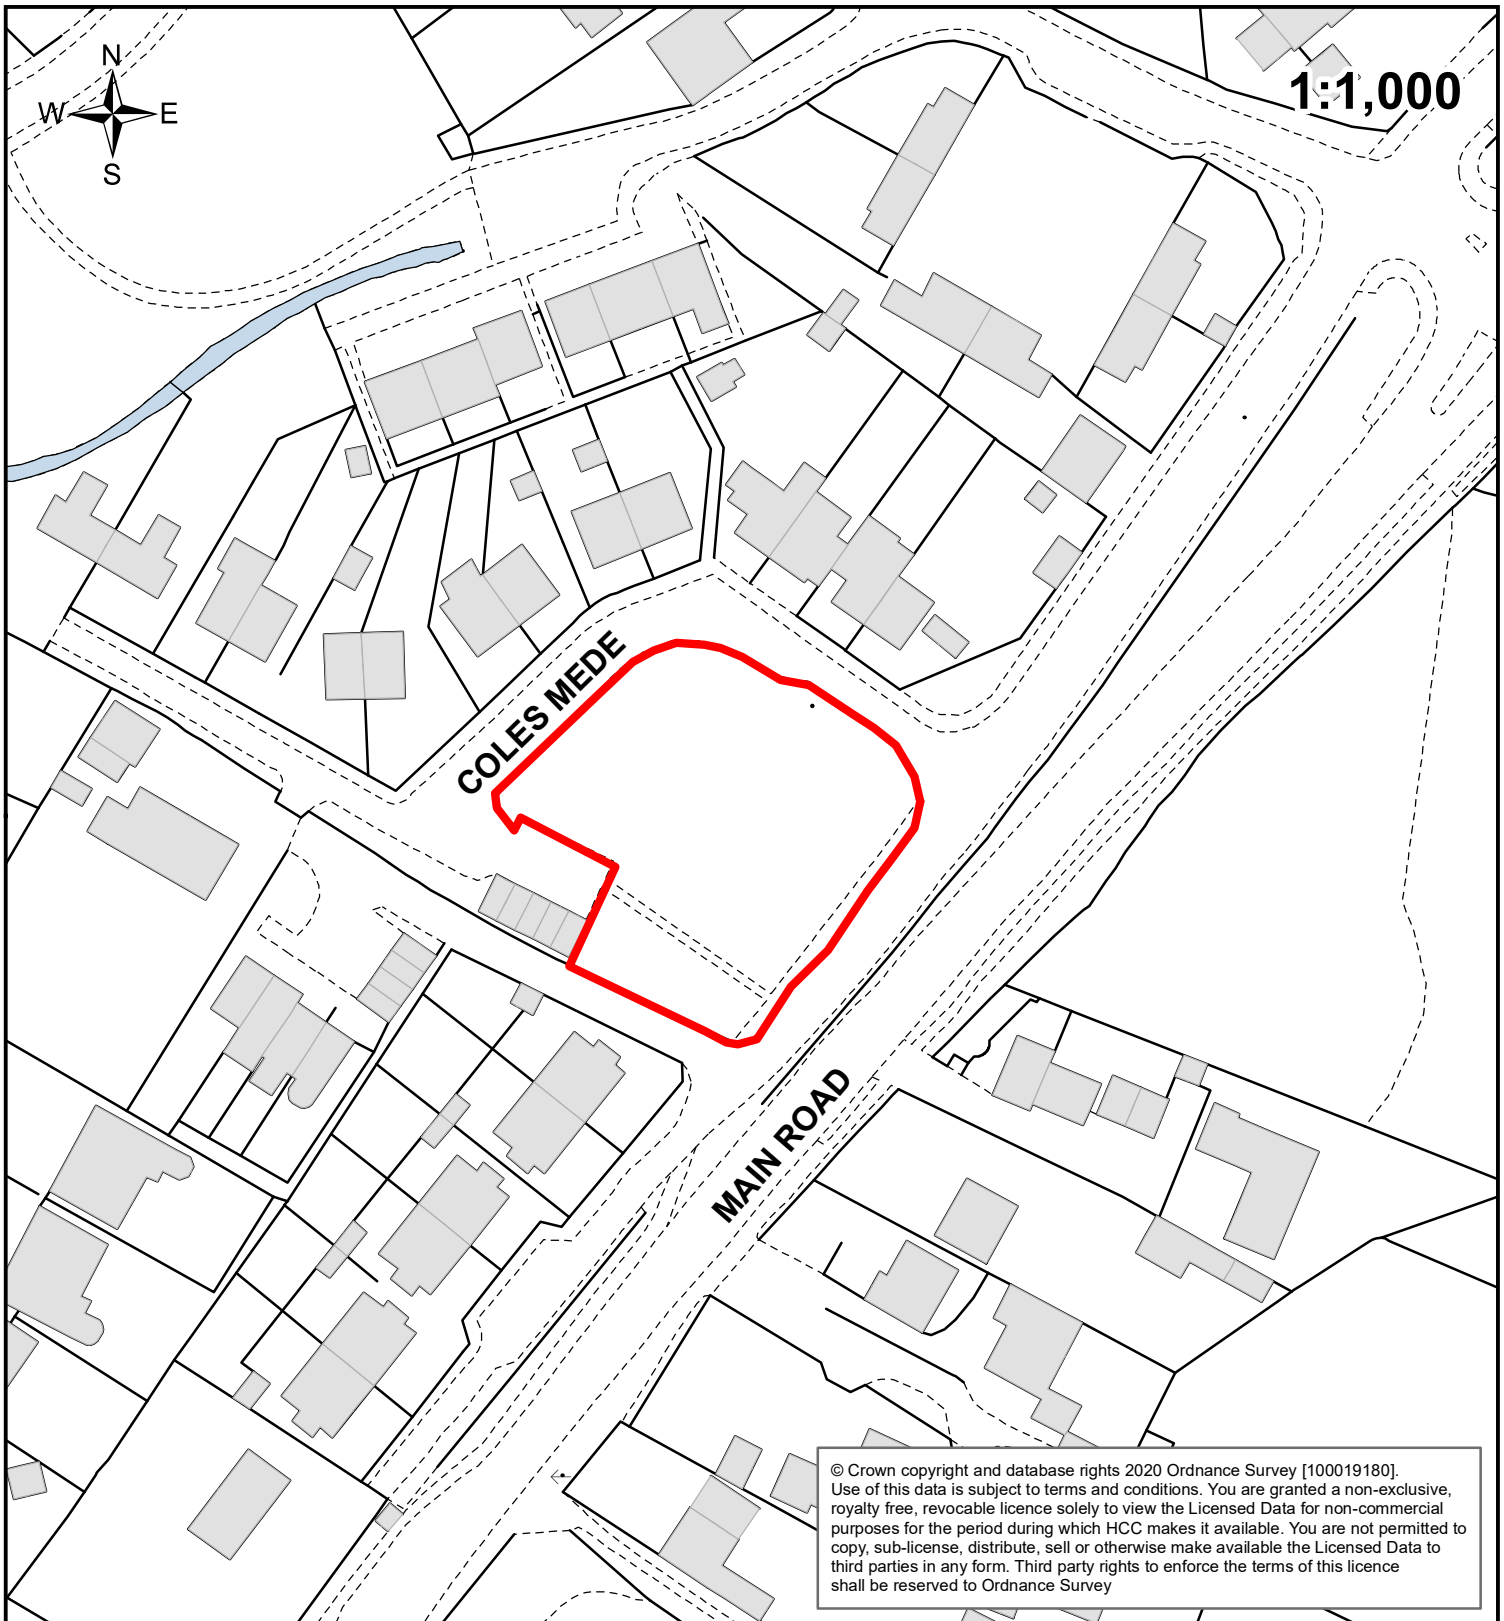 N
W E
S
1:1,000
COLES MEDE
MAIN ROAD
© Crown copyright and database rights 2020 Ordnance Survey [100019180].
Use of this data is subject to terms and conditions. You are granted a non-exclusive,
royalty free, revocable licence solely to view the Licensed Data for non-commercial
purposes for the period during which HCC makes it available. You are not permitted to
copy, sub-license, distribute, sell or otherwise make available the Licensed Data to
third parties in any form. Third party rights to enforce the terms of this licence
shall be reserved to Ordnance Survey